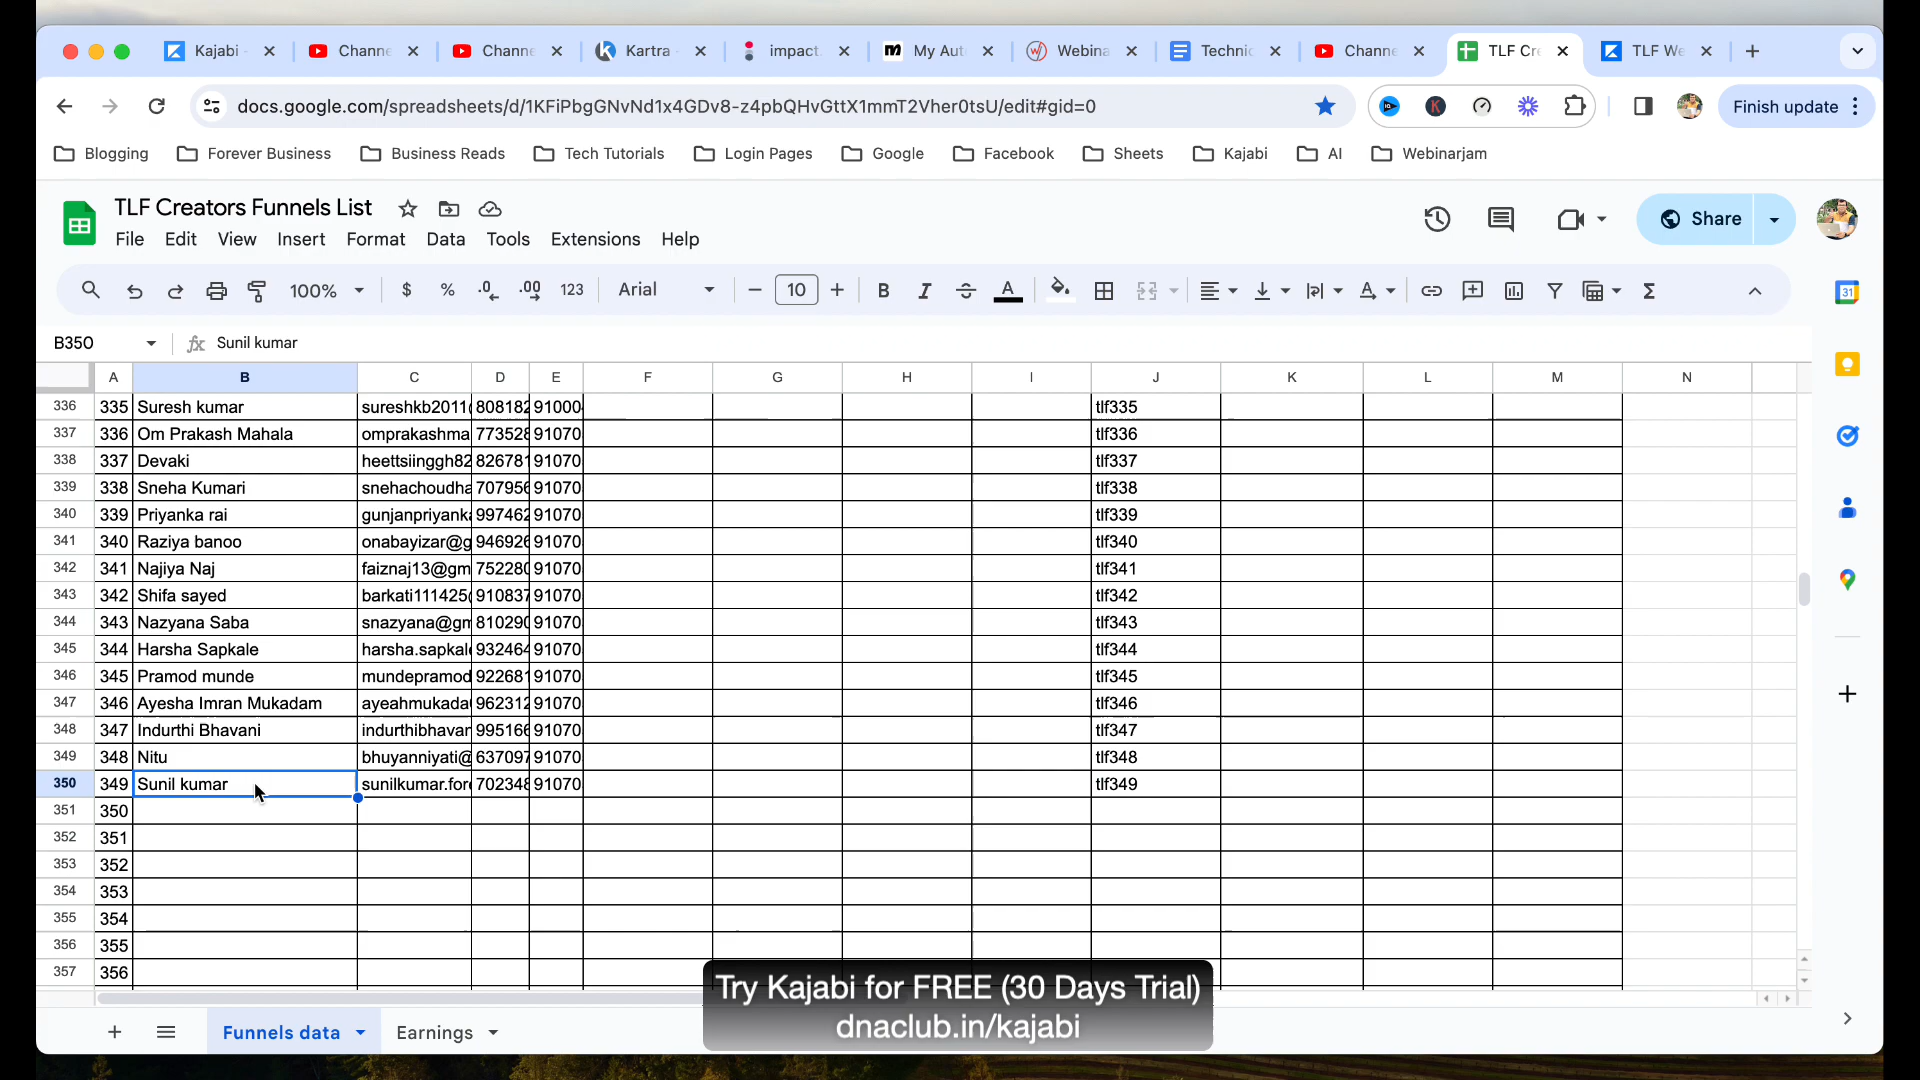 Kajabi -
Channe
Channe
Kartra -
impact.
My Aut
Webina
Technic
Channe
TLF Cre
TLF We
docs.google.com/spreadsheets/d/1KFiPbgGNvNd1x4GDv8-z4pbQHvGttX1mmT2Vher0tsU/edit#gid=0
Finish update
Blogging Forever Business Business Reads Tech Tutorials Login Pages Google Facebook Sheets Kajabi AI Webinarjam
TLF Creators Funnels List
File Edit View Insert Format Data Tools Extensions Help
Share
100% $ % .0 .00 123 Arial 10 B I S A
31
B350 fx Sunil kumar
A B C D E F G H I J K L M N
336 335 Suresh kumar sureshkb2011 808182 91000 tlf335
337 336 Om Prakash Mahala omprakashma 773528 91070 tlf336
338 337 Devaki heettsiinggh82 826781 91070 tlf337
339 338 Sneha Kumari snehachoudha 707956 91070 tlf338
340 339 Priyanka rai gunjanpriyanka 997462 91070 tlf339
341 340 Raziya banoo onabayizar@g 946926 91070 tlf340
342 341 Najiya Naj faiznaj13@gm 752280 91070 tlf341
343 342 Shifa sayed barkati111425 910837 91070 tlf342
344 343 Nazyana Saba snazyana@gm 810290 91070 tlf343
345 344 Harsha Sapkale harsha.sapkal 932464 91070 tlf344
346 345 Pramod munde mundepramod 922681 91070 tlf345
347 346 Ayesha Imran Mukadam ayeahmukada 962312 91070 tlf346
348 347 Indurthi Bhavani indurthibhavan 995166 91070 tlf347
349 348 Nitu bhuyanniyati@ 637097 91070 tlf348
350 349 Sunil kumar sunilkumar.for 702348 91070 tlf349
351 350
352 351
353 352
354 353
355 354
356 355
357 356
Try Kajabi for FREE (30 Days Trial)
dnaclub.in/kajabi
Funnels data Earnings